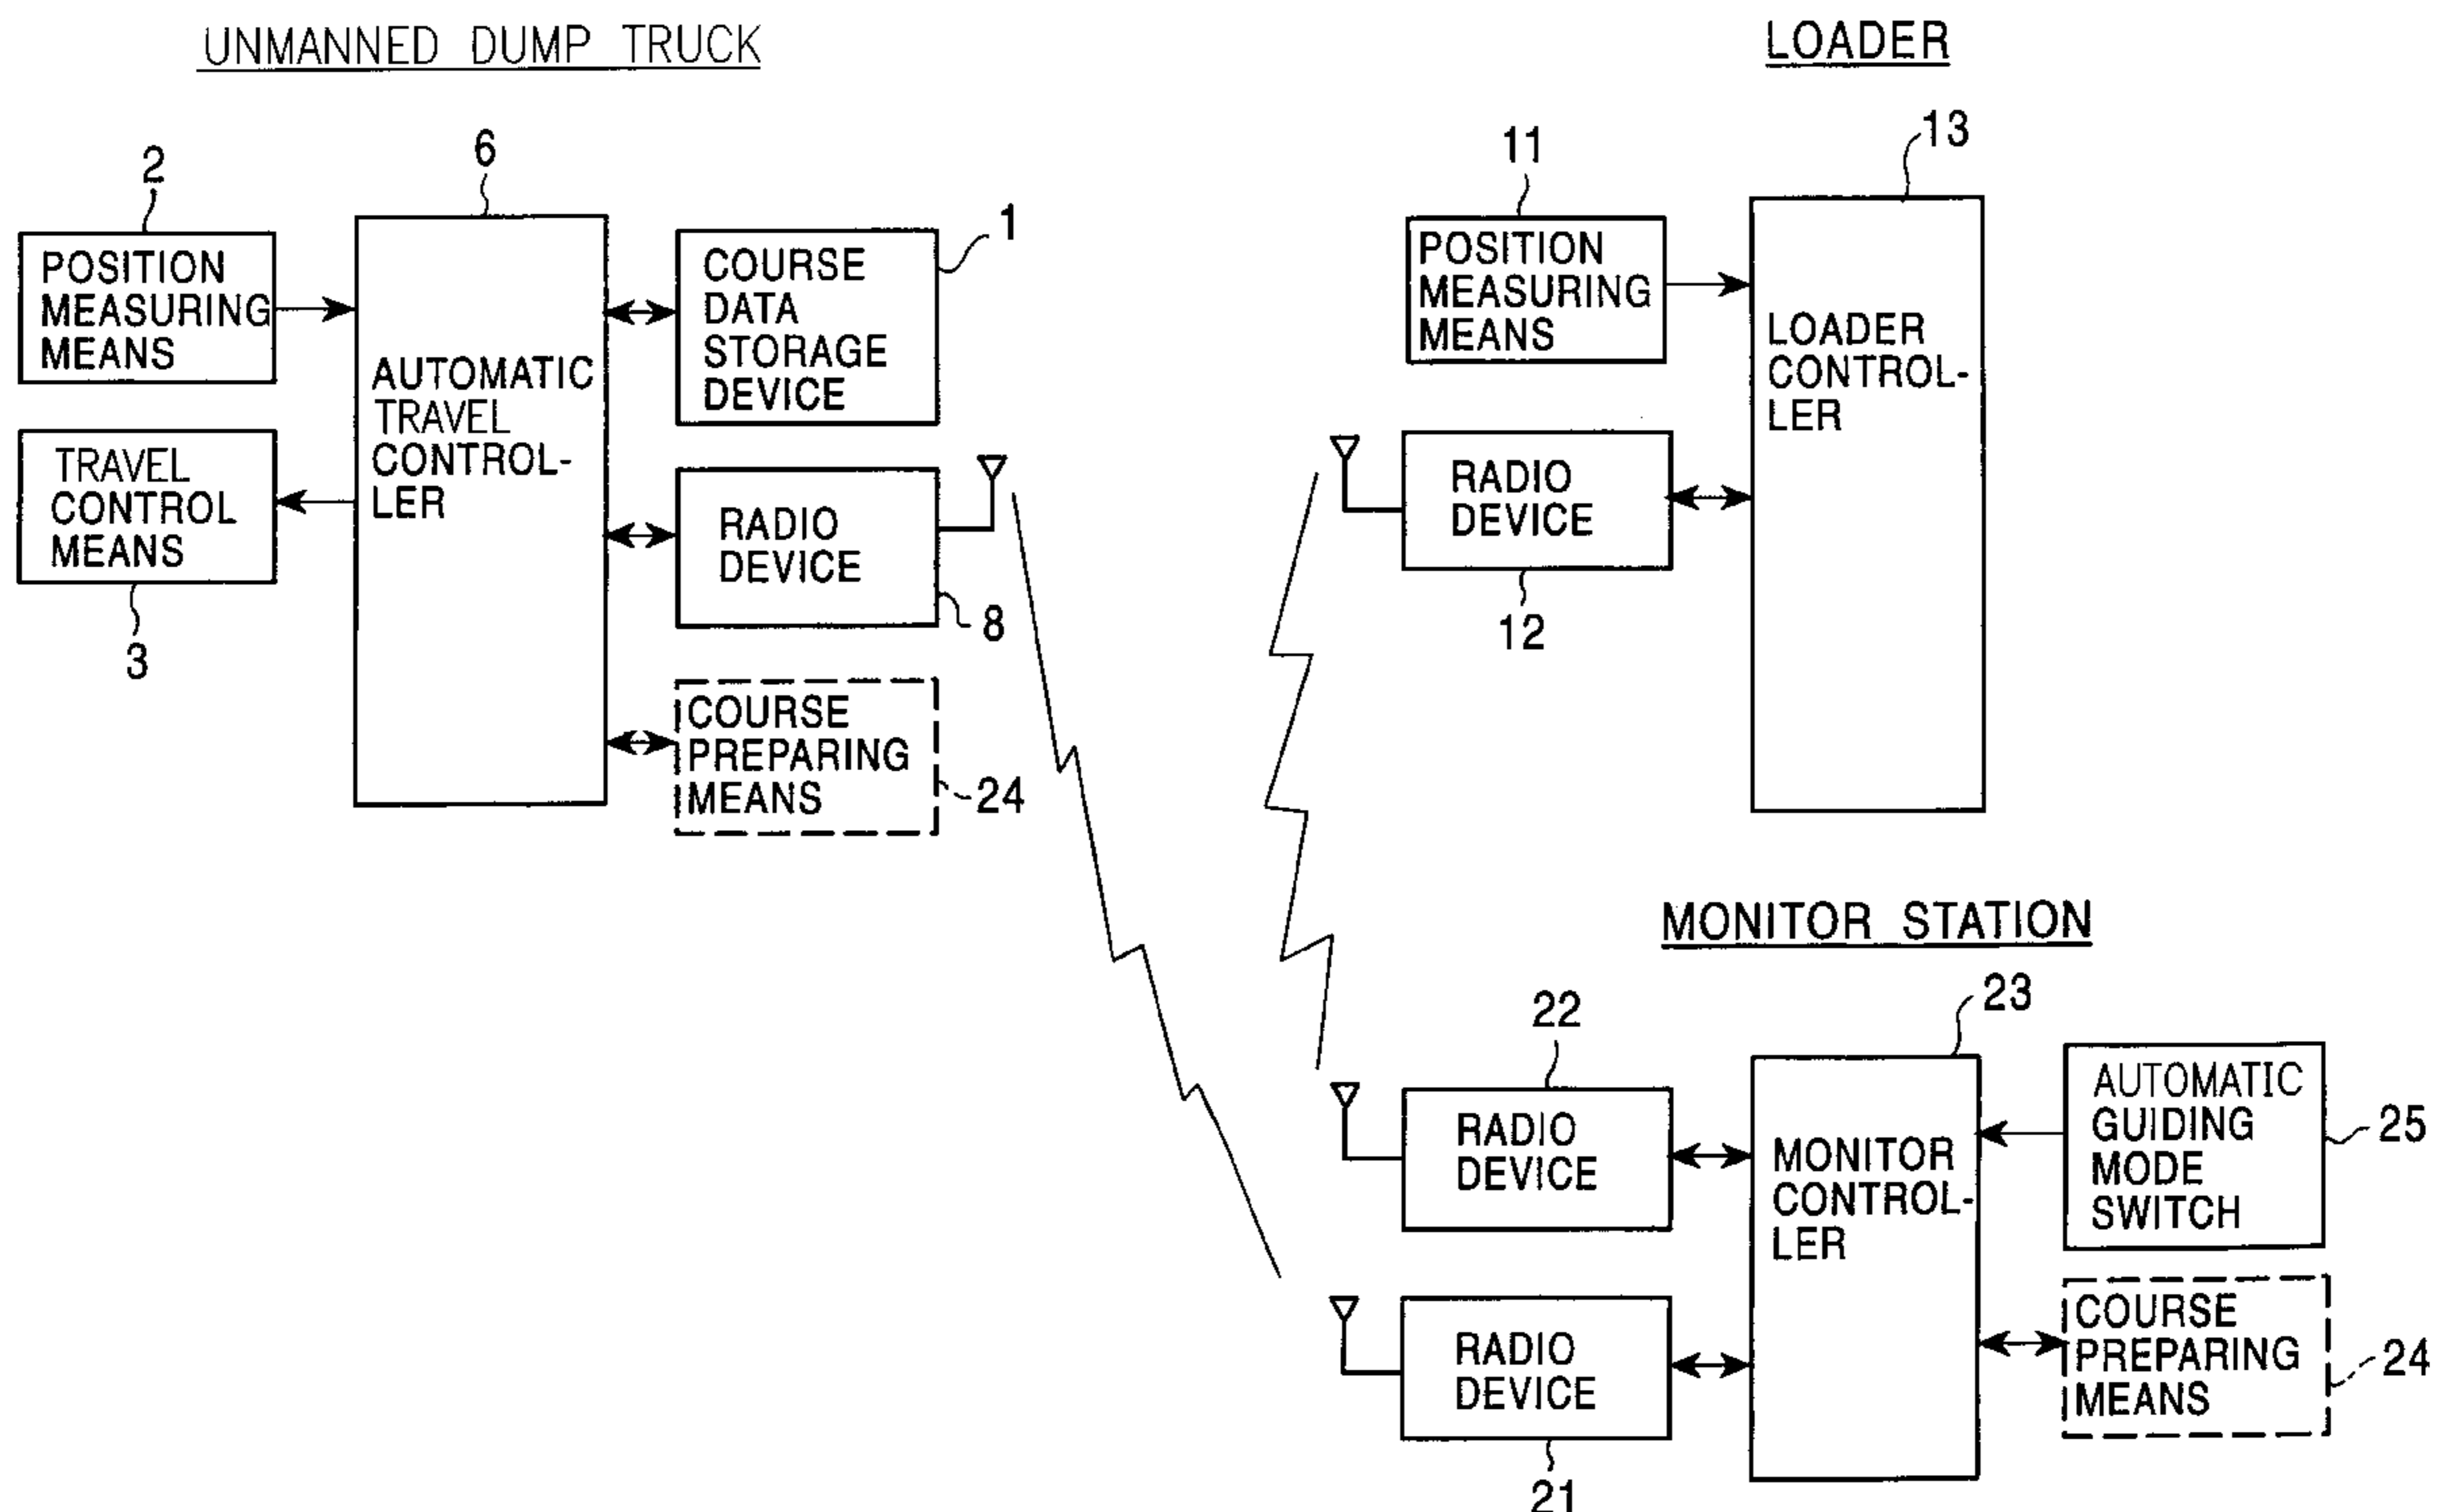 UNMANNED DUMP TRUCK
2
POSITION
MEASURING
MEANS
TRAVEL
CONTROL
MEANS
3
6
AUTOMATIC
TRAVEL
CONTROL-
LER
1
COURSE
DATA
STORAGE
DEVICE
RADIO
DEVICE
8
COURSE
PREPARING
MEANS
24
LOADER
11
POSITION
MEASURING
MEANS
RADIO
DEVICE
12
13
LOADER
CONTROL-
LER
MONITOR STATION
22
RADIO
DEVICE
RADIO
DEVICE
21
23
MONITOR
CONTROL-
LER
AUTOMATIC
GUIDING
MODE
SWITCH
25
COURSE
PREPARING
MEANS
24